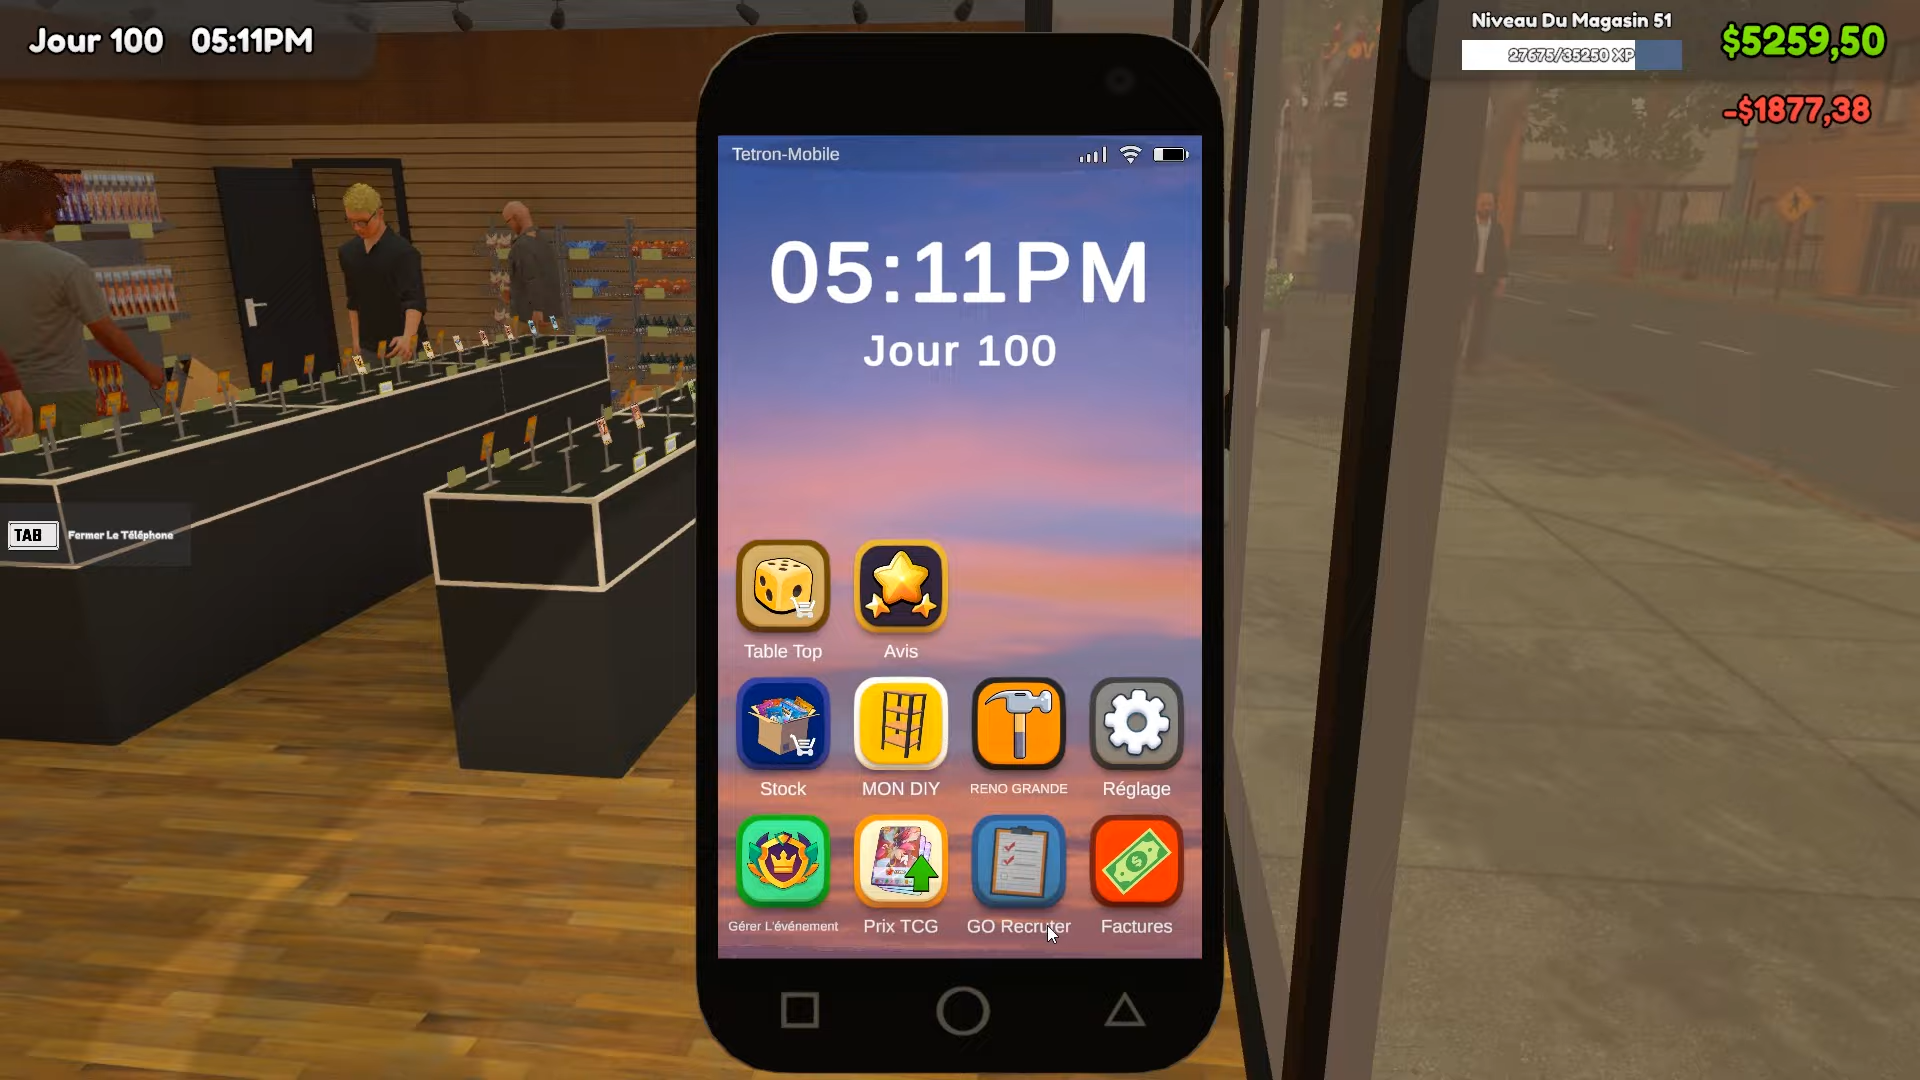 Jour 100 05:11PM
Niveau Du Magasin 51
27675/35250 XP
$5259,50
-$1877,38
Tetron-Mobile
05:11PM
Jour 100
TAB Fermer Le Téléphone
Table Top
Avis
Stock
MON DIY
RENO GRANDE
Réglage
Gérer L'événement
Prix TCG
GO Recruter
Factures